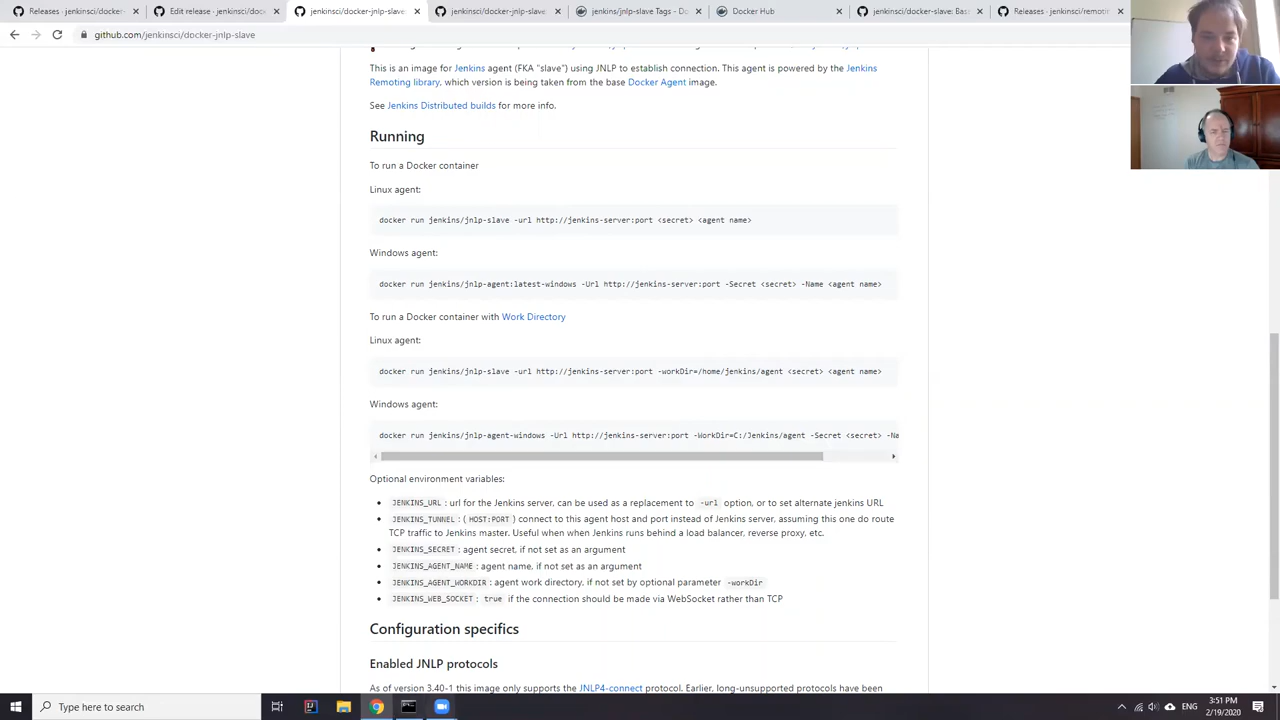 Releases · jenkinsci/docker-j
Edit release · jenkinsci/docker-
jenkinsci/docker-jnlp-slave:
jenkinsci/docker-jnlp-slave
jenkins/jnlp-slave Tags - Do
Docker Hub
jenkinsci/docker-slave: Bas
Releases · jenkinsci/remotin
github.com/jenkinsci/docker-jnlp-slave
This is an image for Jenkins agent (FKA "slave") using JNLP to establish connection. This agent is powered by the Jenkins
Remoting library, which version is being taken from the base Docker Agent image.
See Jenkins Distributed builds for more info.
Running
To run a Docker container
Linux agent:
docker run jenkins/jnlp-slave -url http://jenkins-server:port <secret> <agent name>
Windows agent:
docker run jenkins/jnlp-agent:latest-windows -Url http://jenkins-server:port -Secret <secret> -Name <agent name>
To run a Docker container with Work Directory
Linux agent:
docker run jenkins/jnlp-slave -url http://jenkins-server:port -workDir=/home/jenkins/agent <secret> <agent name>
Windows agent:
docker run jenkins/jnlp-agent-windows -Url http://jenkins-server:port -WorkDir=C:/Jenkins/agent -Secret <secret> -Na
Optional environment variables:
• JENKINS_URL : url for the Jenkins server, can be used as a replacement to -url option, or to set alternate jenkins URL
• JENKINS_TUNNEL : ( HOST:PORT ) connect to this agent host and port instead of Jenkins server, assuming this one do route
TCP traffic to Jenkins master. Useful when when Jenkins runs behind a load balancer, reverse proxy, etc.
• JENKINS_SECRET : agent secret, if not set as an argument
• JENKINS_AGENT_NAME : agent name, if not set as an argument
• JENKINS_AGENT_WORKDIR : agent work directory, if not set by optional parameter -workDir
• JENKINS_WEB_SOCKET : true if the connection should be made via WebSocket rather than TCP
Configuration specifics
Enabled JNLP protocols
As of version 3.40-1 this image only supports the JNLP4-connect protocol. Earlier, long-unsupported protocols have been
Type here to search
ENG
3:51 PM
2/19/2020